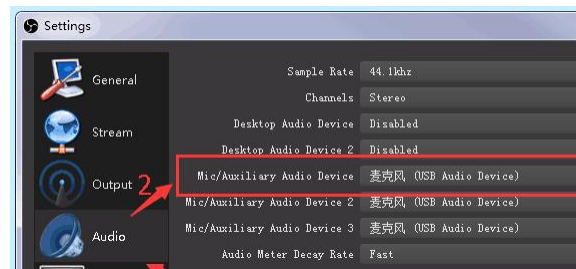 Settings
General
Stream
Output
Audio
2
Sample Rate 44.1khz
Channels Stereo
Desktop Audio Device Disabled
Desktop Audio Device 2 Disabled
Mic/Auxiliary Audio Device 麦克风 (USB Audio Device)
Mic/Auxiliary Audio Device 2 麦克风 (USB Audio Device)
Mic/Auxiliary Audio Device 3 麦克风 (USB Audio Device)
Audio Meter Decay Rate Fast